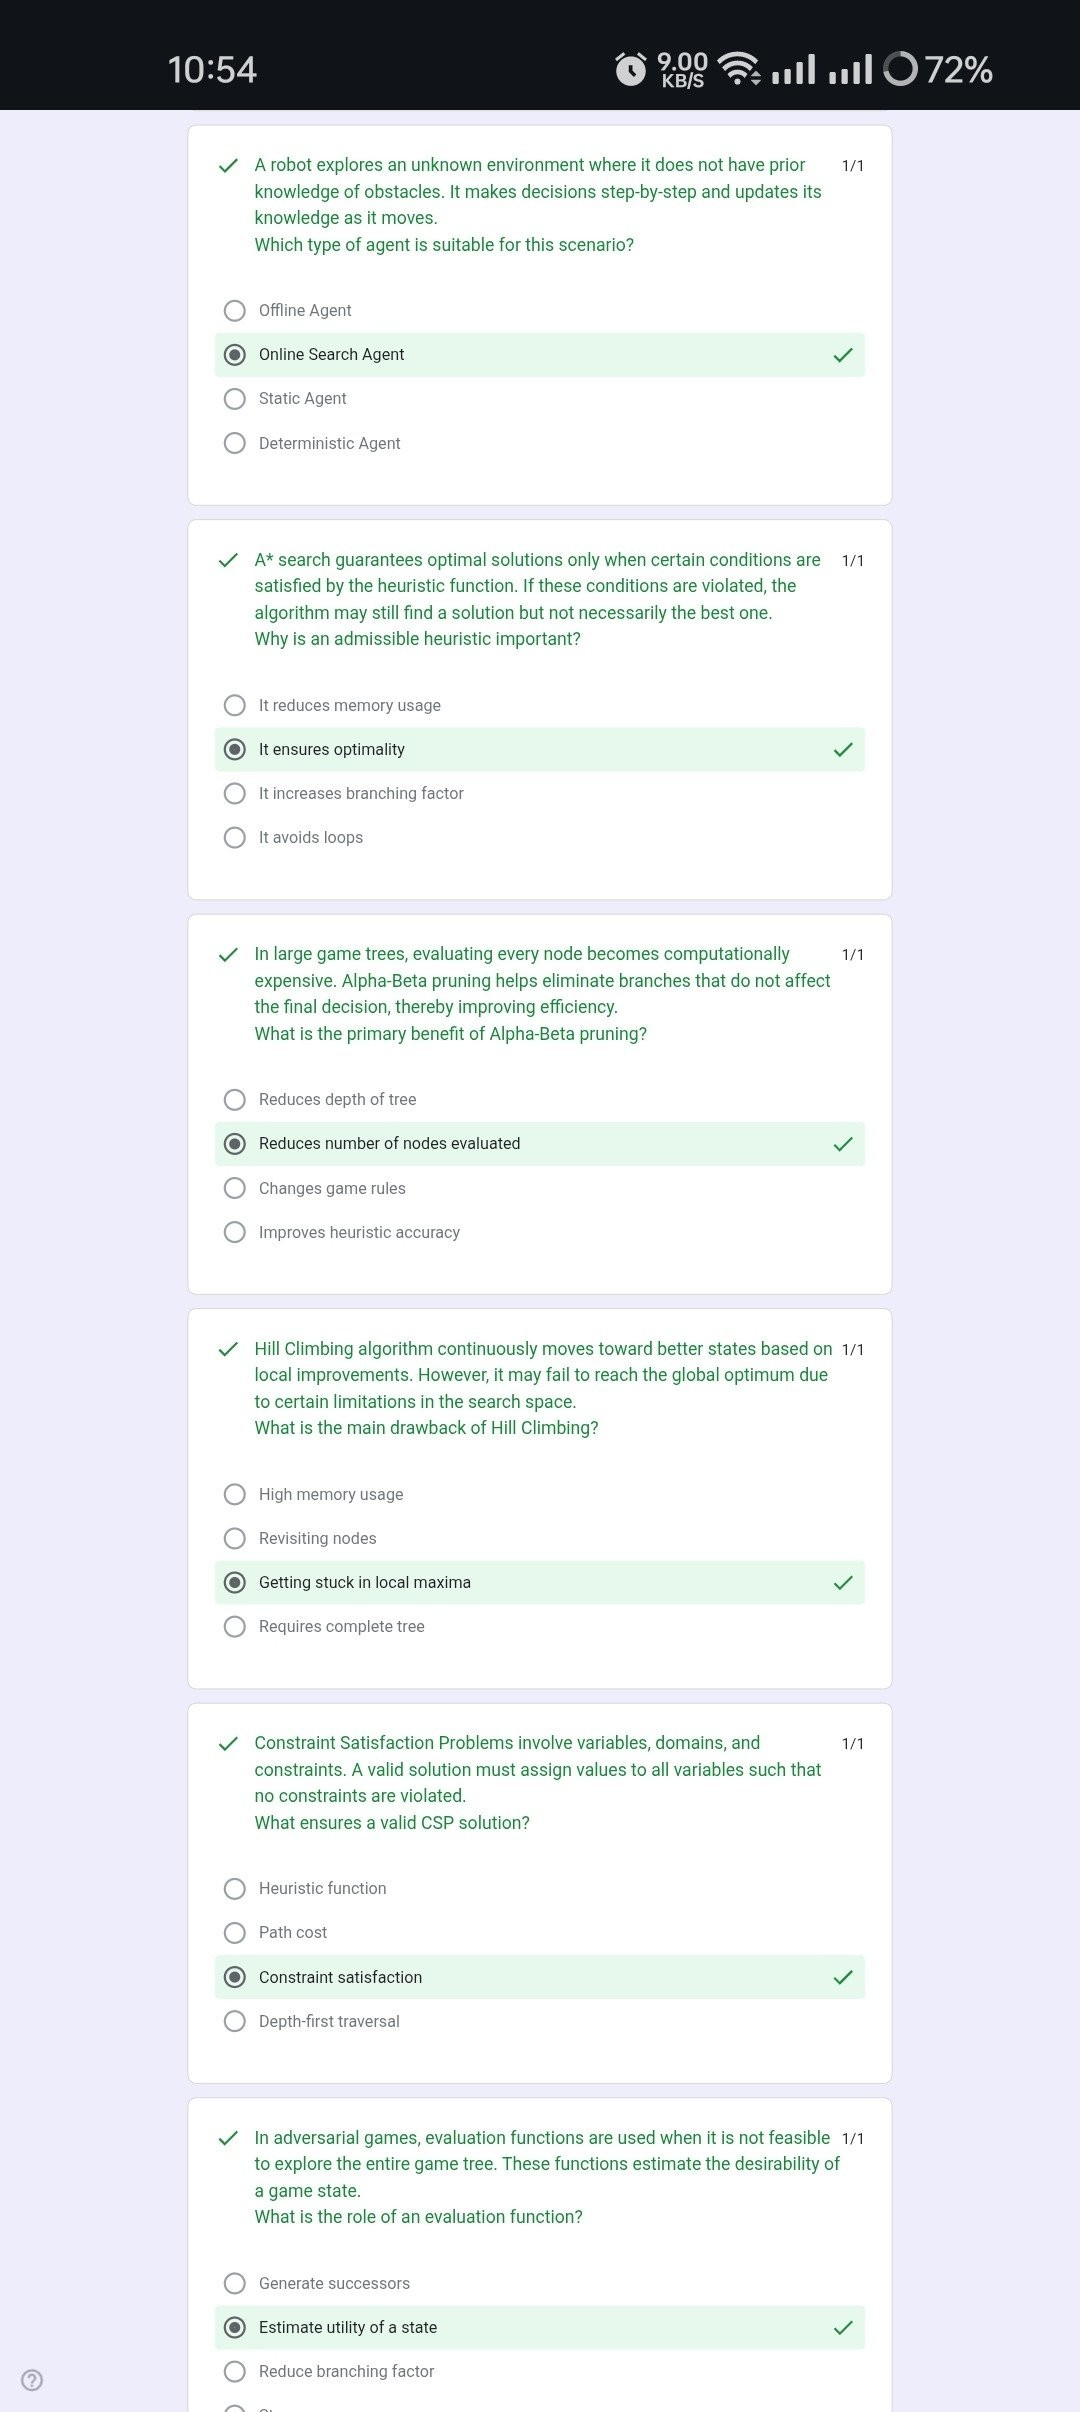 10:54
9.00
KB/S
72%
A robot explores an unknown environment where it does not have prior
1/1
knowledge of obstacles. It makes decisions step-by-step and updates its
knowledge as it moves.
Which type of agent is suitable for this scenario?
Offline Agent
Online Search Agent
Static Agent
Deterministic Agent
A* search guarantees optimal solutions only when certain conditions are
1/1
satisfied by the heuristic function. If these conditions are violated, the
algorithm may still find a solution but not necessarily the best one.
Why is an admissible heuristic important?
It reduces memory usage
It ensures optimality
It increases branching factor
It avoids loops
In large game trees, evaluating every node becomes computationally
1/1
expensive. Alpha-Beta pruning helps eliminate branches that do not affect
the final decision, thereby improving efficiency.
What is the primary benefit of Alpha-Beta pruning?
Reduces depth of tree
Reduces number of nodes evaluated
Changes game rules
Improves heuristic accuracy
Hill Climbing algorithm continuously moves toward better states based on
1/1
local improvements. However, it may fail to reach the global optimum due
to certain limitations in the search space.
What is the main drawback of Hill Climbing?
High memory usage
Revisiting nodes
Getting stuck in local maxima
Requires complete tree
Constraint Satisfaction Problems involve variables, domains, and
1/1
constraints. A valid solution must assign values to all variables such that
no constraints are violated.
What ensures a valid CSP solution?
Heuristic function
Path cost
Constraint satisfaction
Depth-first traversal
In adversarial games, evaluation functions are used when it is not feasible
1/1
to explore the entire game tree. These functions estimate the desirability of
a game state.
What is the role of an evaluation function?
Generate successors
Estimate utility of a state
Reduce branching factor